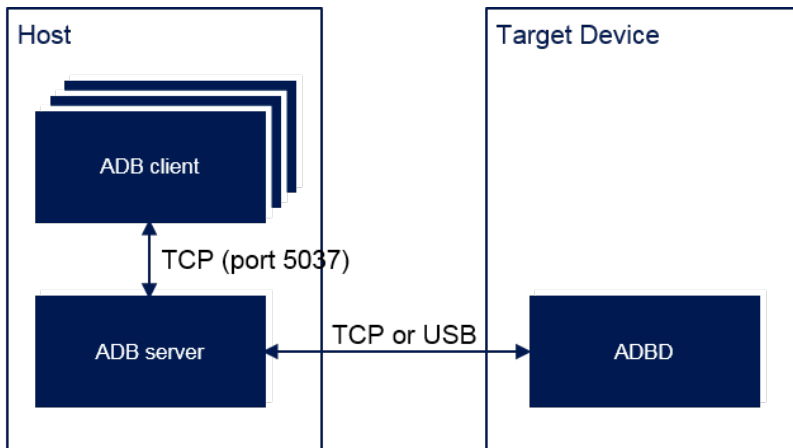 Host
Target Device
ADB client
TCP (port 5037)
ADB server
TCP or USB
ADBD